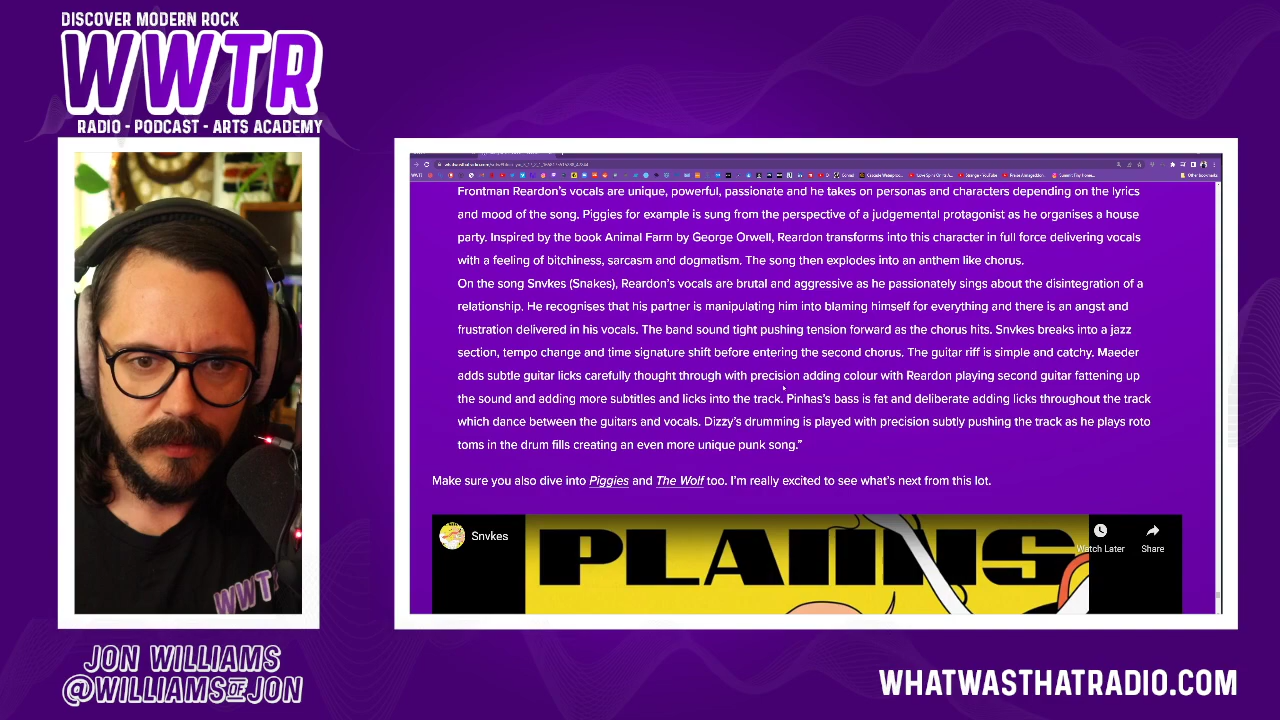 DISCOVER MODERN ROCK
WWTR
RADIO - PODCAST - ARTS ACADEMY
Frontman Reardon's vocals are unique, powerful, passionate and he takes on personas and characters depending on the lyrics
and mood of the song. Piggies for example is sung from the perspective of a judgemental protagonist as he organises a house
party. Inspired by the book Animal Farm by George Orwell, Reardon transforms into this character in full force delivering vocals
with a feeling of bitchiness, sarcasm and dogmatism. The song then explodes into an anthem like chorus.
On the song Snvkes (Snakes), Reardon's vocals are brutal and aggressive as he passionately sings about the disintegration of a
relationship. He recognises that his partner is manipulating him into blaming himself for everything and there is an angst and
frustration delivered in his vocals. The band sound tight pushing tension forward as the chorus hits. Snvkes breaks into a jazz
section, tempo change and time signature shift before entering the second chorus. The guitar riff is simple and catchy. Maeder
adds subtle guitar licks carefully thought through with precision adding colour with Reardon playing second guitar fattening up
the sound and adding more subtitles and licks into the track. Pinhas's bass is fat and deliberate adding licks throughout the track
which dance between the guitars and vocals. Dizzy's drumming is played with precision subtly pushing the track as he plays roto
toms in the drum fills creating an even more unique punk song."
Make sure you also dive into Piggies and The Wolf too. I'm really excited to see what's next from this lot.
Snvkes
PLAINS
Watch Later
Share
WWT
JON WILLIAMS
@WILLIAMSOFJON
WHATWASTHATRADIO.COM